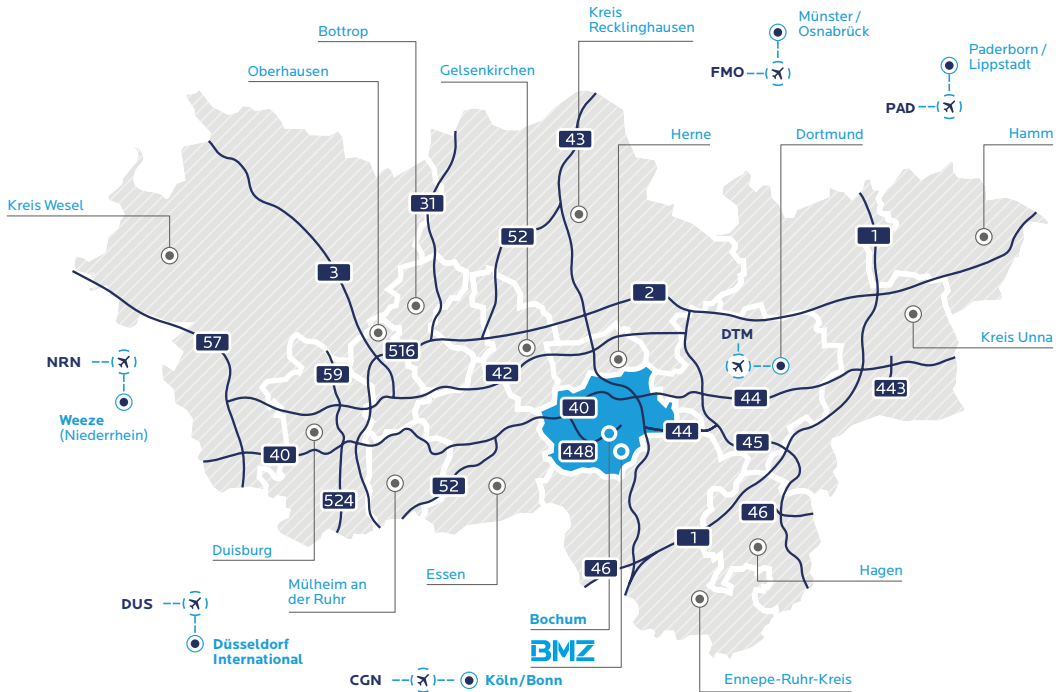 Kreis
Recklinghausen
Münster /
Osnabrück
Bottrop
Paderborn /
Lippstadt
Oberhausen
Gelsenkirchen
FMO
PAD
43
Herne
Dortmund
Hamm
Kreis Wesel
31
52
1
3
2
57
516
DTM
Kreis Unna
NRN
59
42
443
Weeze
(Niederrhein)
40
44
40
448
44
45
524
52
46
1
Duisburg
46
Mülheim an
der Ruhr
Essen
Hagen
DUS
Bochum
Düsseldorf
International
BMZ
CGN
Köln/Bonn
Ennepe-Ruhr-Kreis